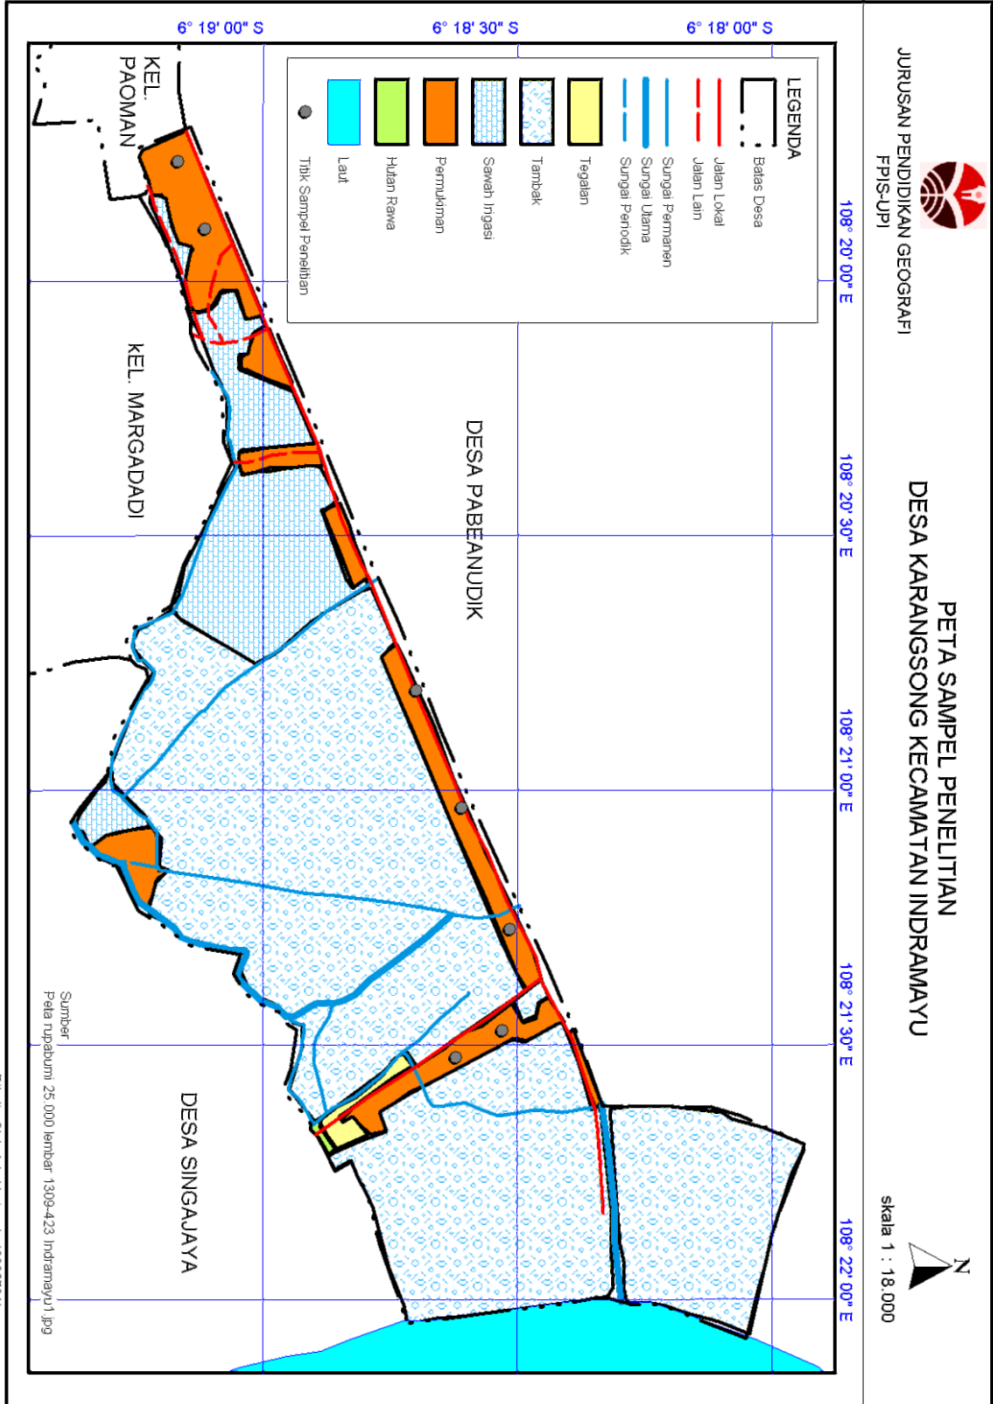 JURUSAN PENDIDIKAN GEOGRAFI
FPIS-UPI
PETA SAMPEL PENELITIAN
DESA KARANGSONG KECAMATAN INDRAMAYU
N
skala 1 : 18.000
108° 20' 00" E
108° 20' 30" E
108° 21' 00" E
108° 21' 30" E
108° 22' 00" E
6° 18' 00" S
6° 18' 30" S
6° 19' 00" S
LEGENDA
Batas Desa
Jalan Lokal
Jalan Lain
Sungai Permanen
Sungai Utama
Sungai Periodik
Tegalan
Tambak
Sawah Irigasi
Permukiman
Hutan Rawa
Laut
Titik Sampel Penelitian
DESA PABEANUDIK
KEL.
PAOMAN
kEL. MARGADADI
DESA SINGAJAYA
Sumber
Peta rupabumi 25.000 lembar 1309-423 Indramayu1.jpg